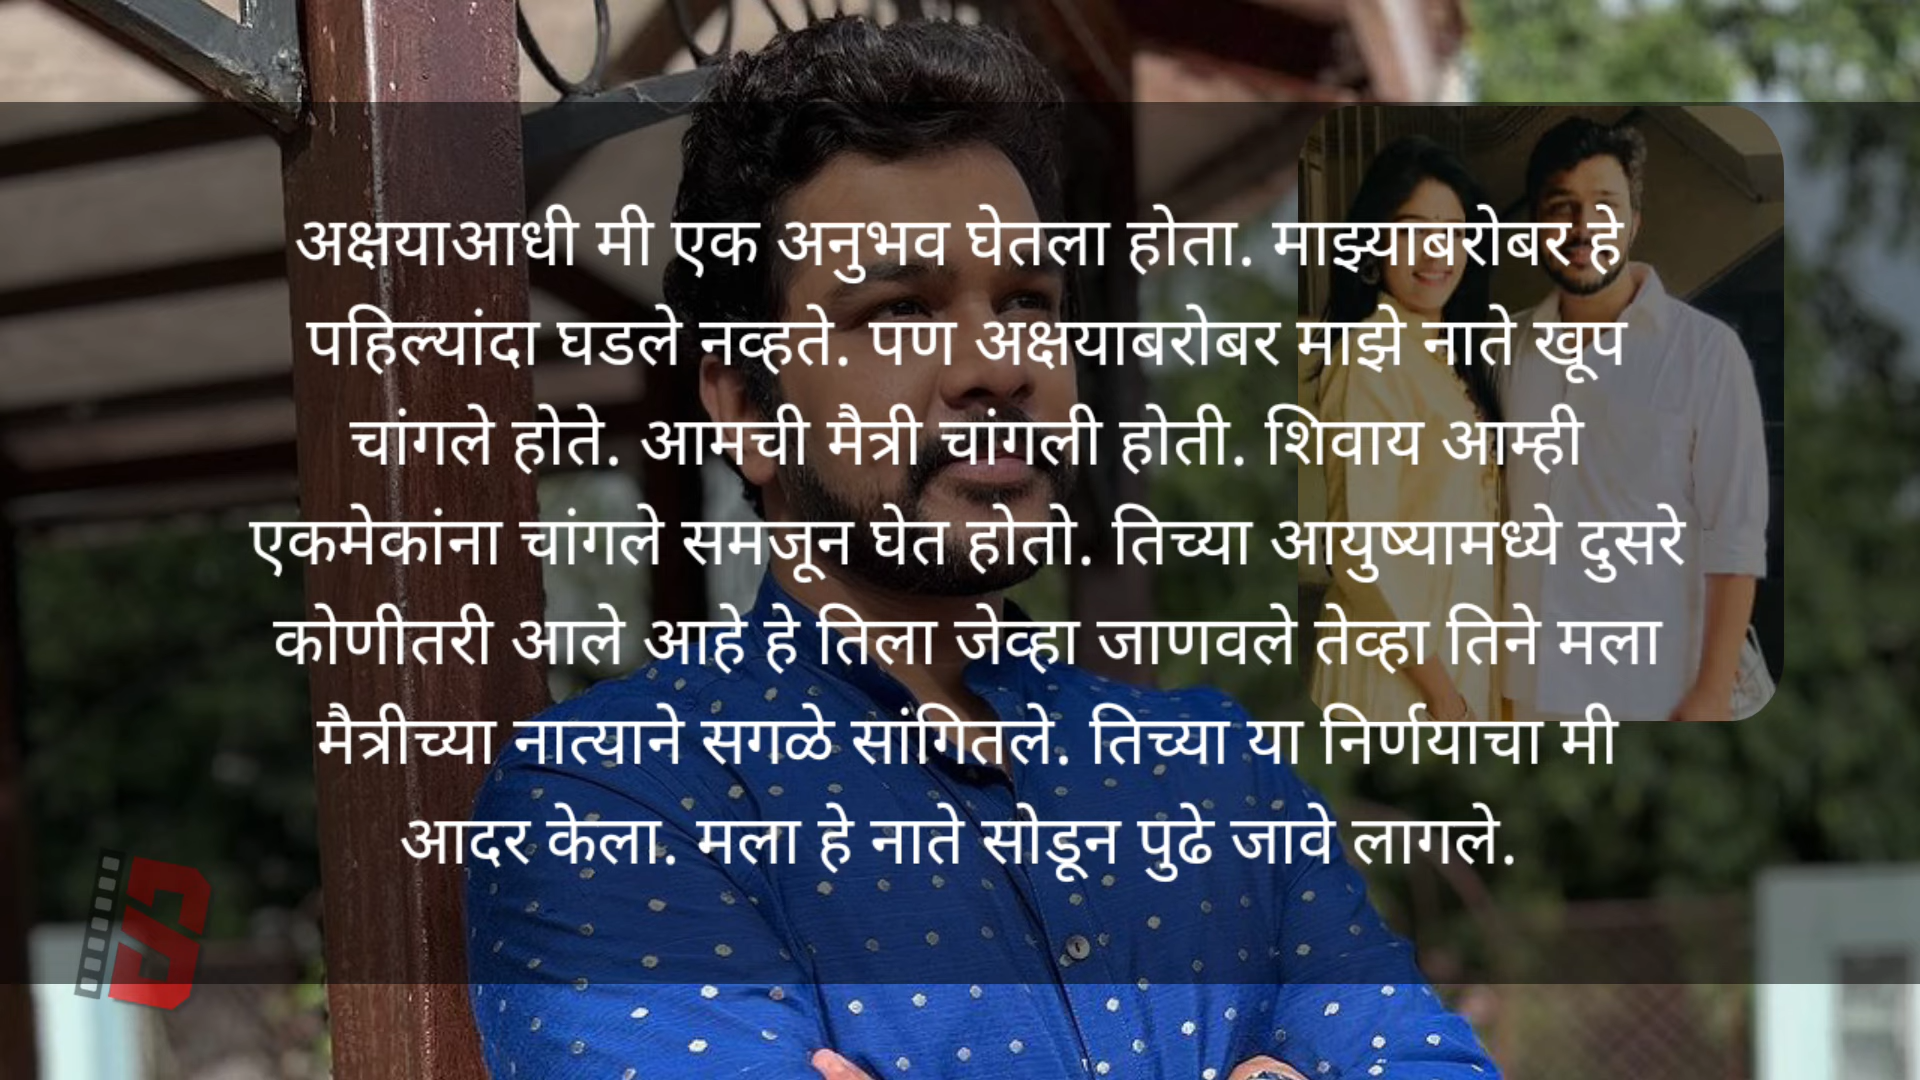 अक्षयाआधी मी एक अनुभव घेतला होता. माझ्याबरोबर हे
पहिल्यांदा घडले नव्हते. पण अक्षयाबरोबर माझे नाते खूप
चांगले होते. आमची मैत्री चांगली होती. शिवाय आम्ही
एकमेकांना चांगले समजून घेत होतो. तिच्या आयुष्यामध्ये दुसरे
कोणीतरी आले आहे हे तिला जेव्हा जाणवले तेव्हा तिने मला
मैत्रीच्या नात्याने सगळे सांगितले. तिच्या या निर्णयाचा मी
आदर केला. मला हे नाते सोडून पुढे जावे लागले.